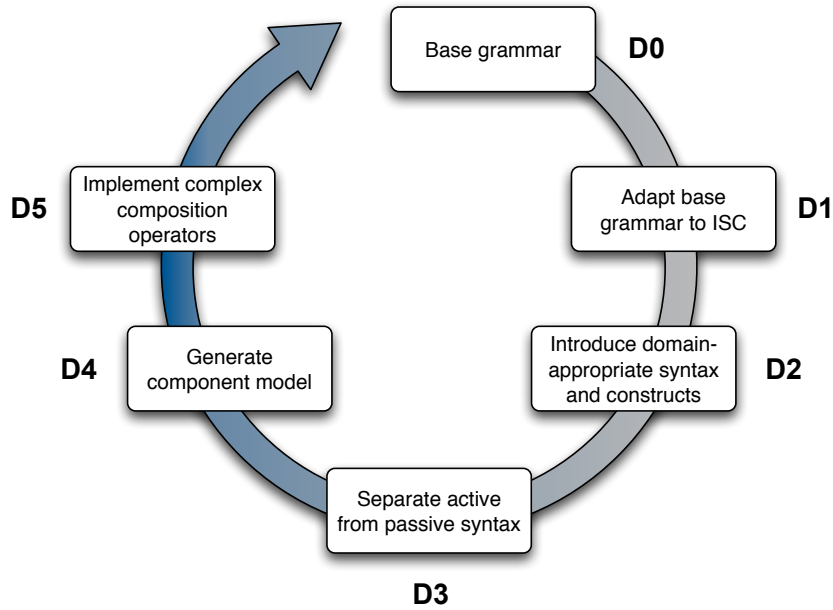 Base grammar
D0
Adapt base
grammar to ISC
D1
Introduce domain-
appropriate syntax
and constructs
D2
Separate active
from passive syntax
D3
Generate
component model
D4
Implement complex
composition
operators
D5